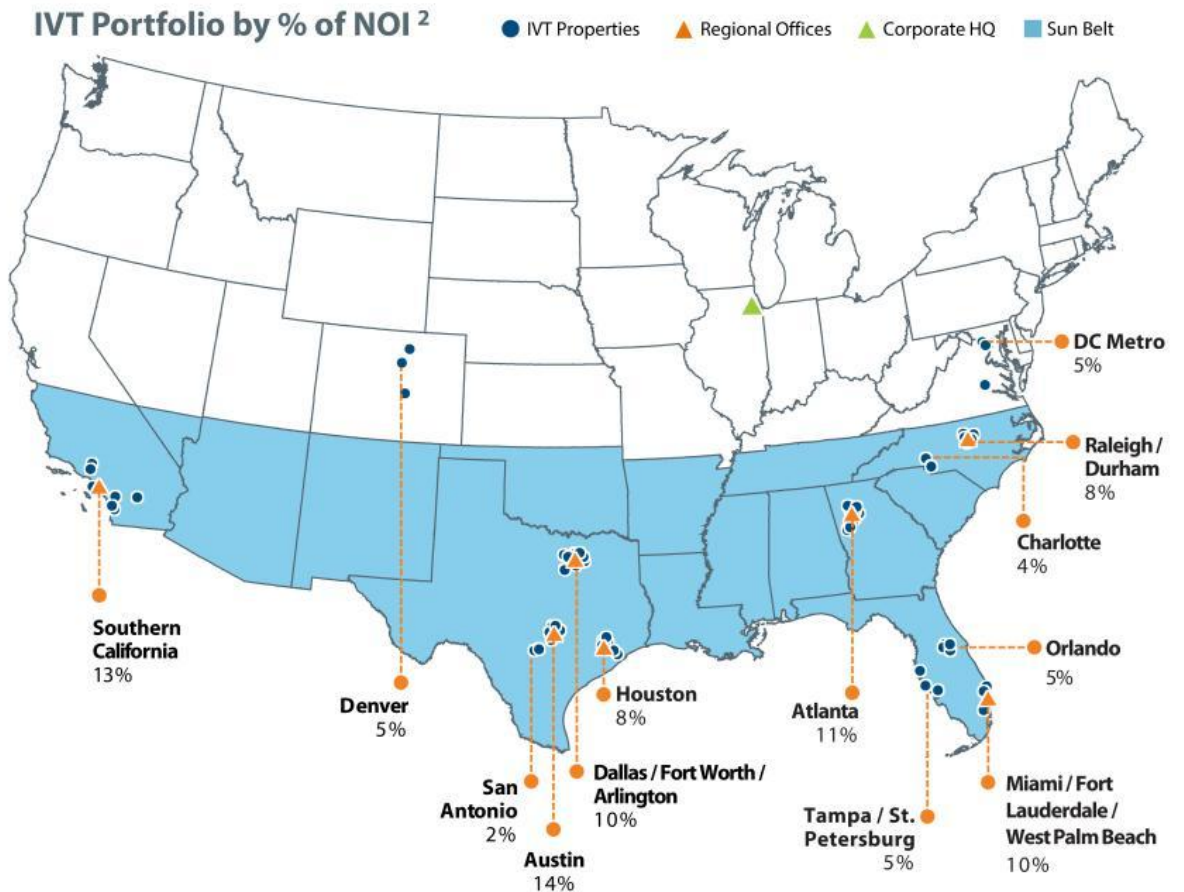 IVT Portfolio by % of NOI 2
IVT Properties
Regional Offices
Corporate HQ
Sun Belt
DC Metro
5%
Raleigh /
Durham
8%
Charlotte
4%
Southern
California
13%
Denver
5%
Houston
8%
Atlanta
11%
Orlando
5%
San
Antonio
2%
Dallas / Fort Worth /
Arlington
10%
Austin
14%
Tampa / St.
Petersburg
5%
Miami / Fort
Lauderdale /
West Palm Beach
10%